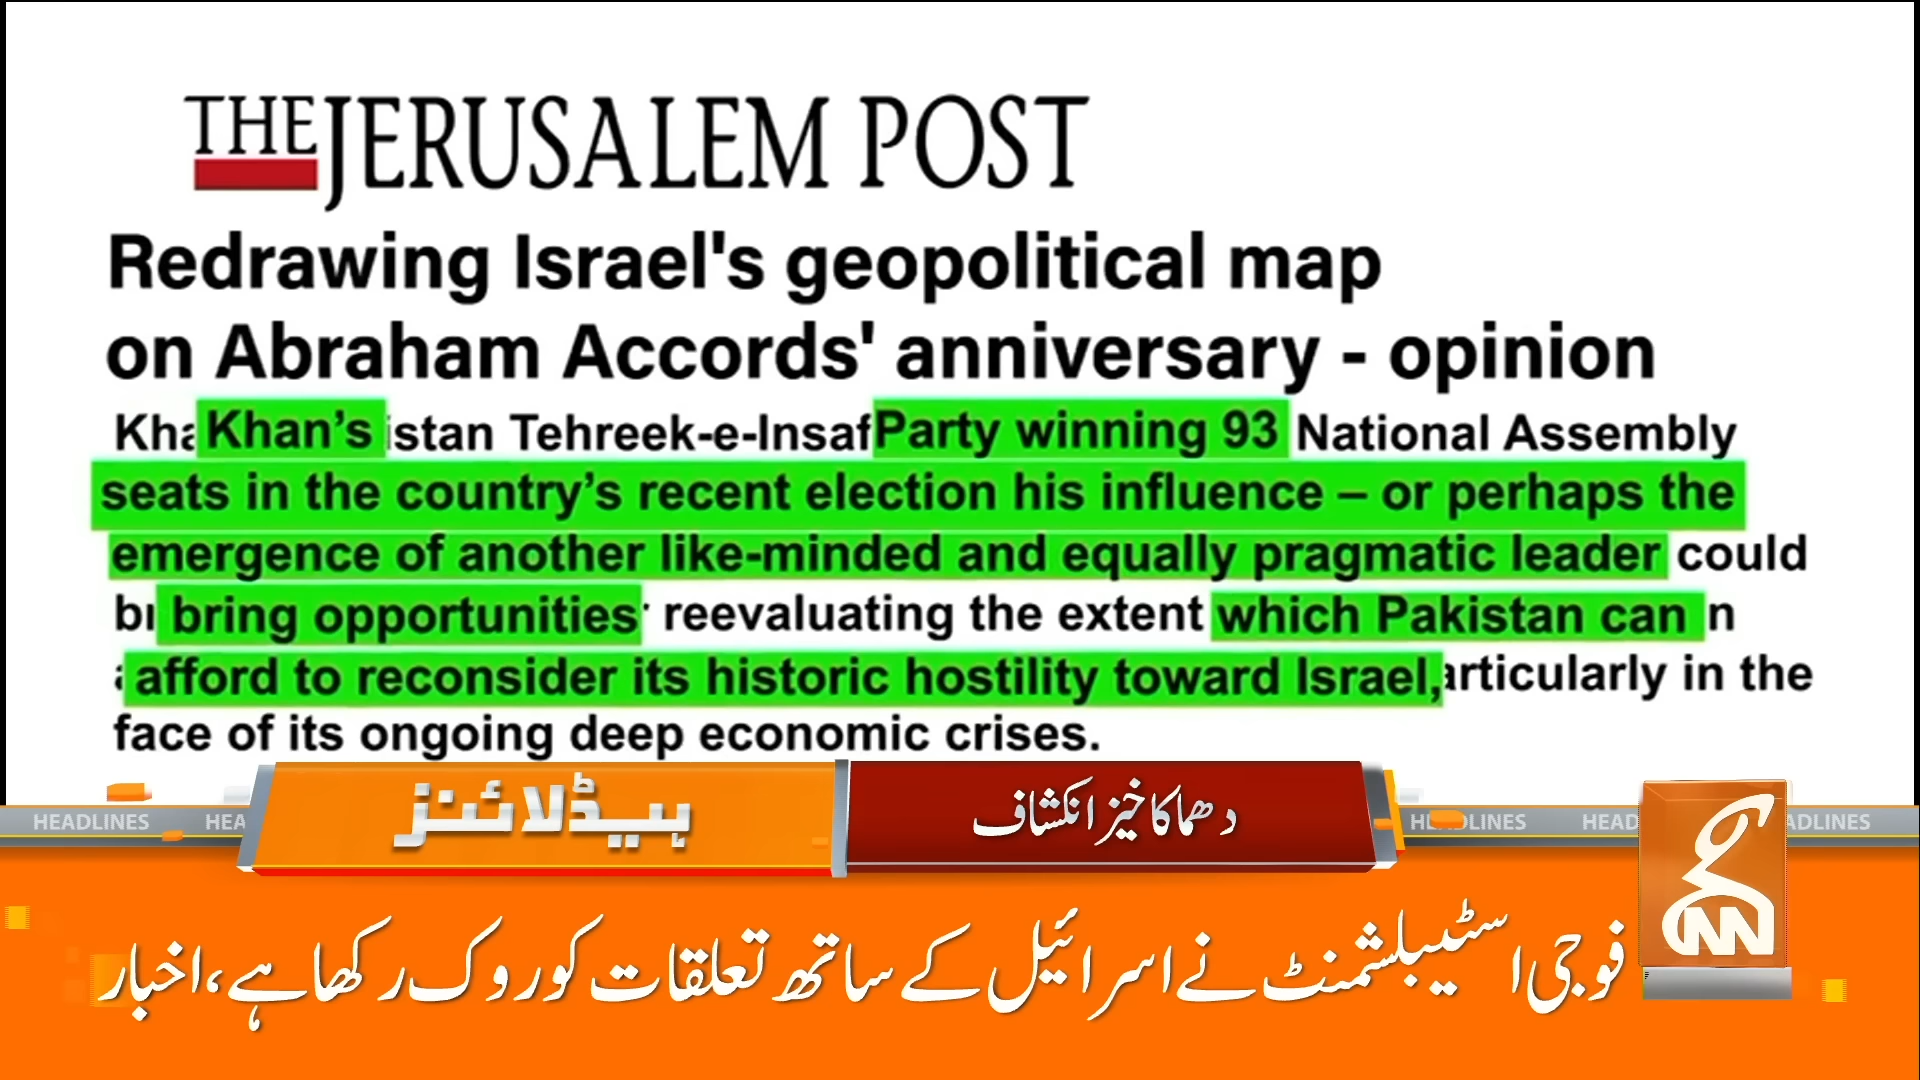 THE JERUSALEM POST
Redrawing Israel's geopolitical map
on Abraham Accords' anniversary - opinion
Kha Khan's istan Tehreek-e-Insaf Party winning 93 National Assembly
seats in the country's recent election his influence – or perhaps the
emergence of another like-minded and equally pragmatic leader could
bring opportunities reevaluating the extent which Pakistan can n
afford to reconsider its historic hostility toward Israel, articularly in the
face of its ongoing deep economic crises.
ہیڈلائنز
دھماکا خیز انکشاف
HEADLINES HEA HEADLINES HEAD ADLINES
GNN
فوجی اسٹیبلشمنٹ نے اسرائیل کے ساتھ تعلقات کو روک رکھا ہے، اخبار